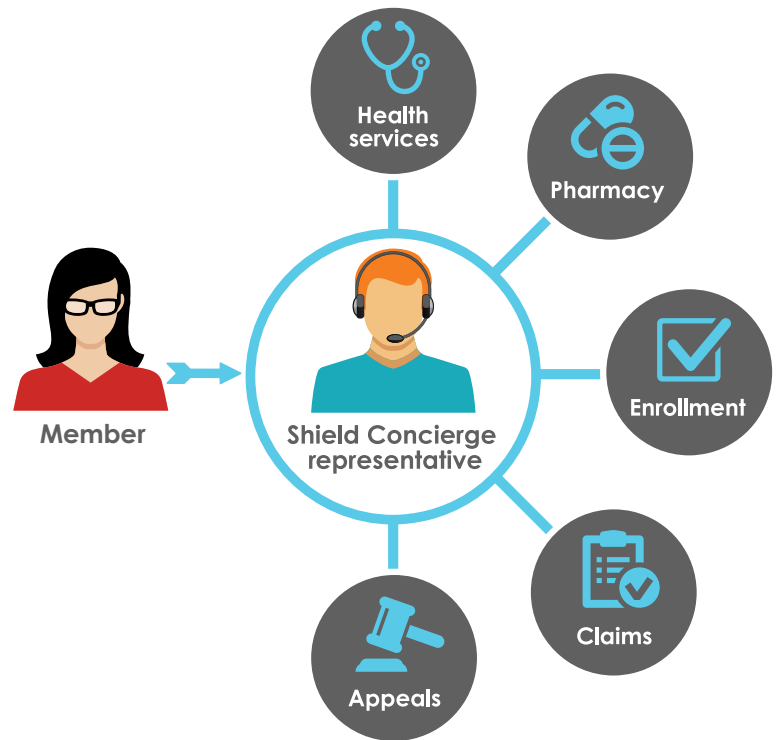 Health
services
Pharmacy
Member
Shield Concierge
representative
Enrollment
Claims
Appeals